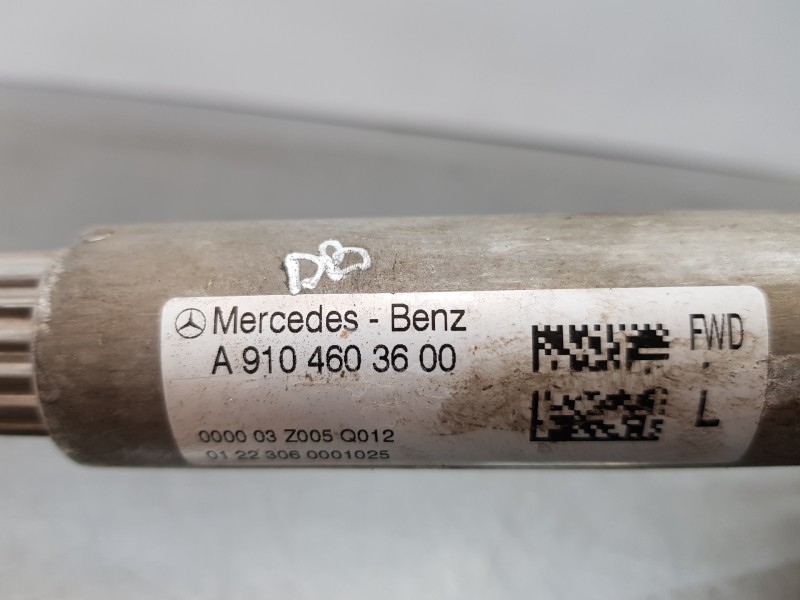 D8
Mercedes - Benz
A 910 460 36 00
FWD
L
0000 03 Z005 Q012
01 22 306 0001025